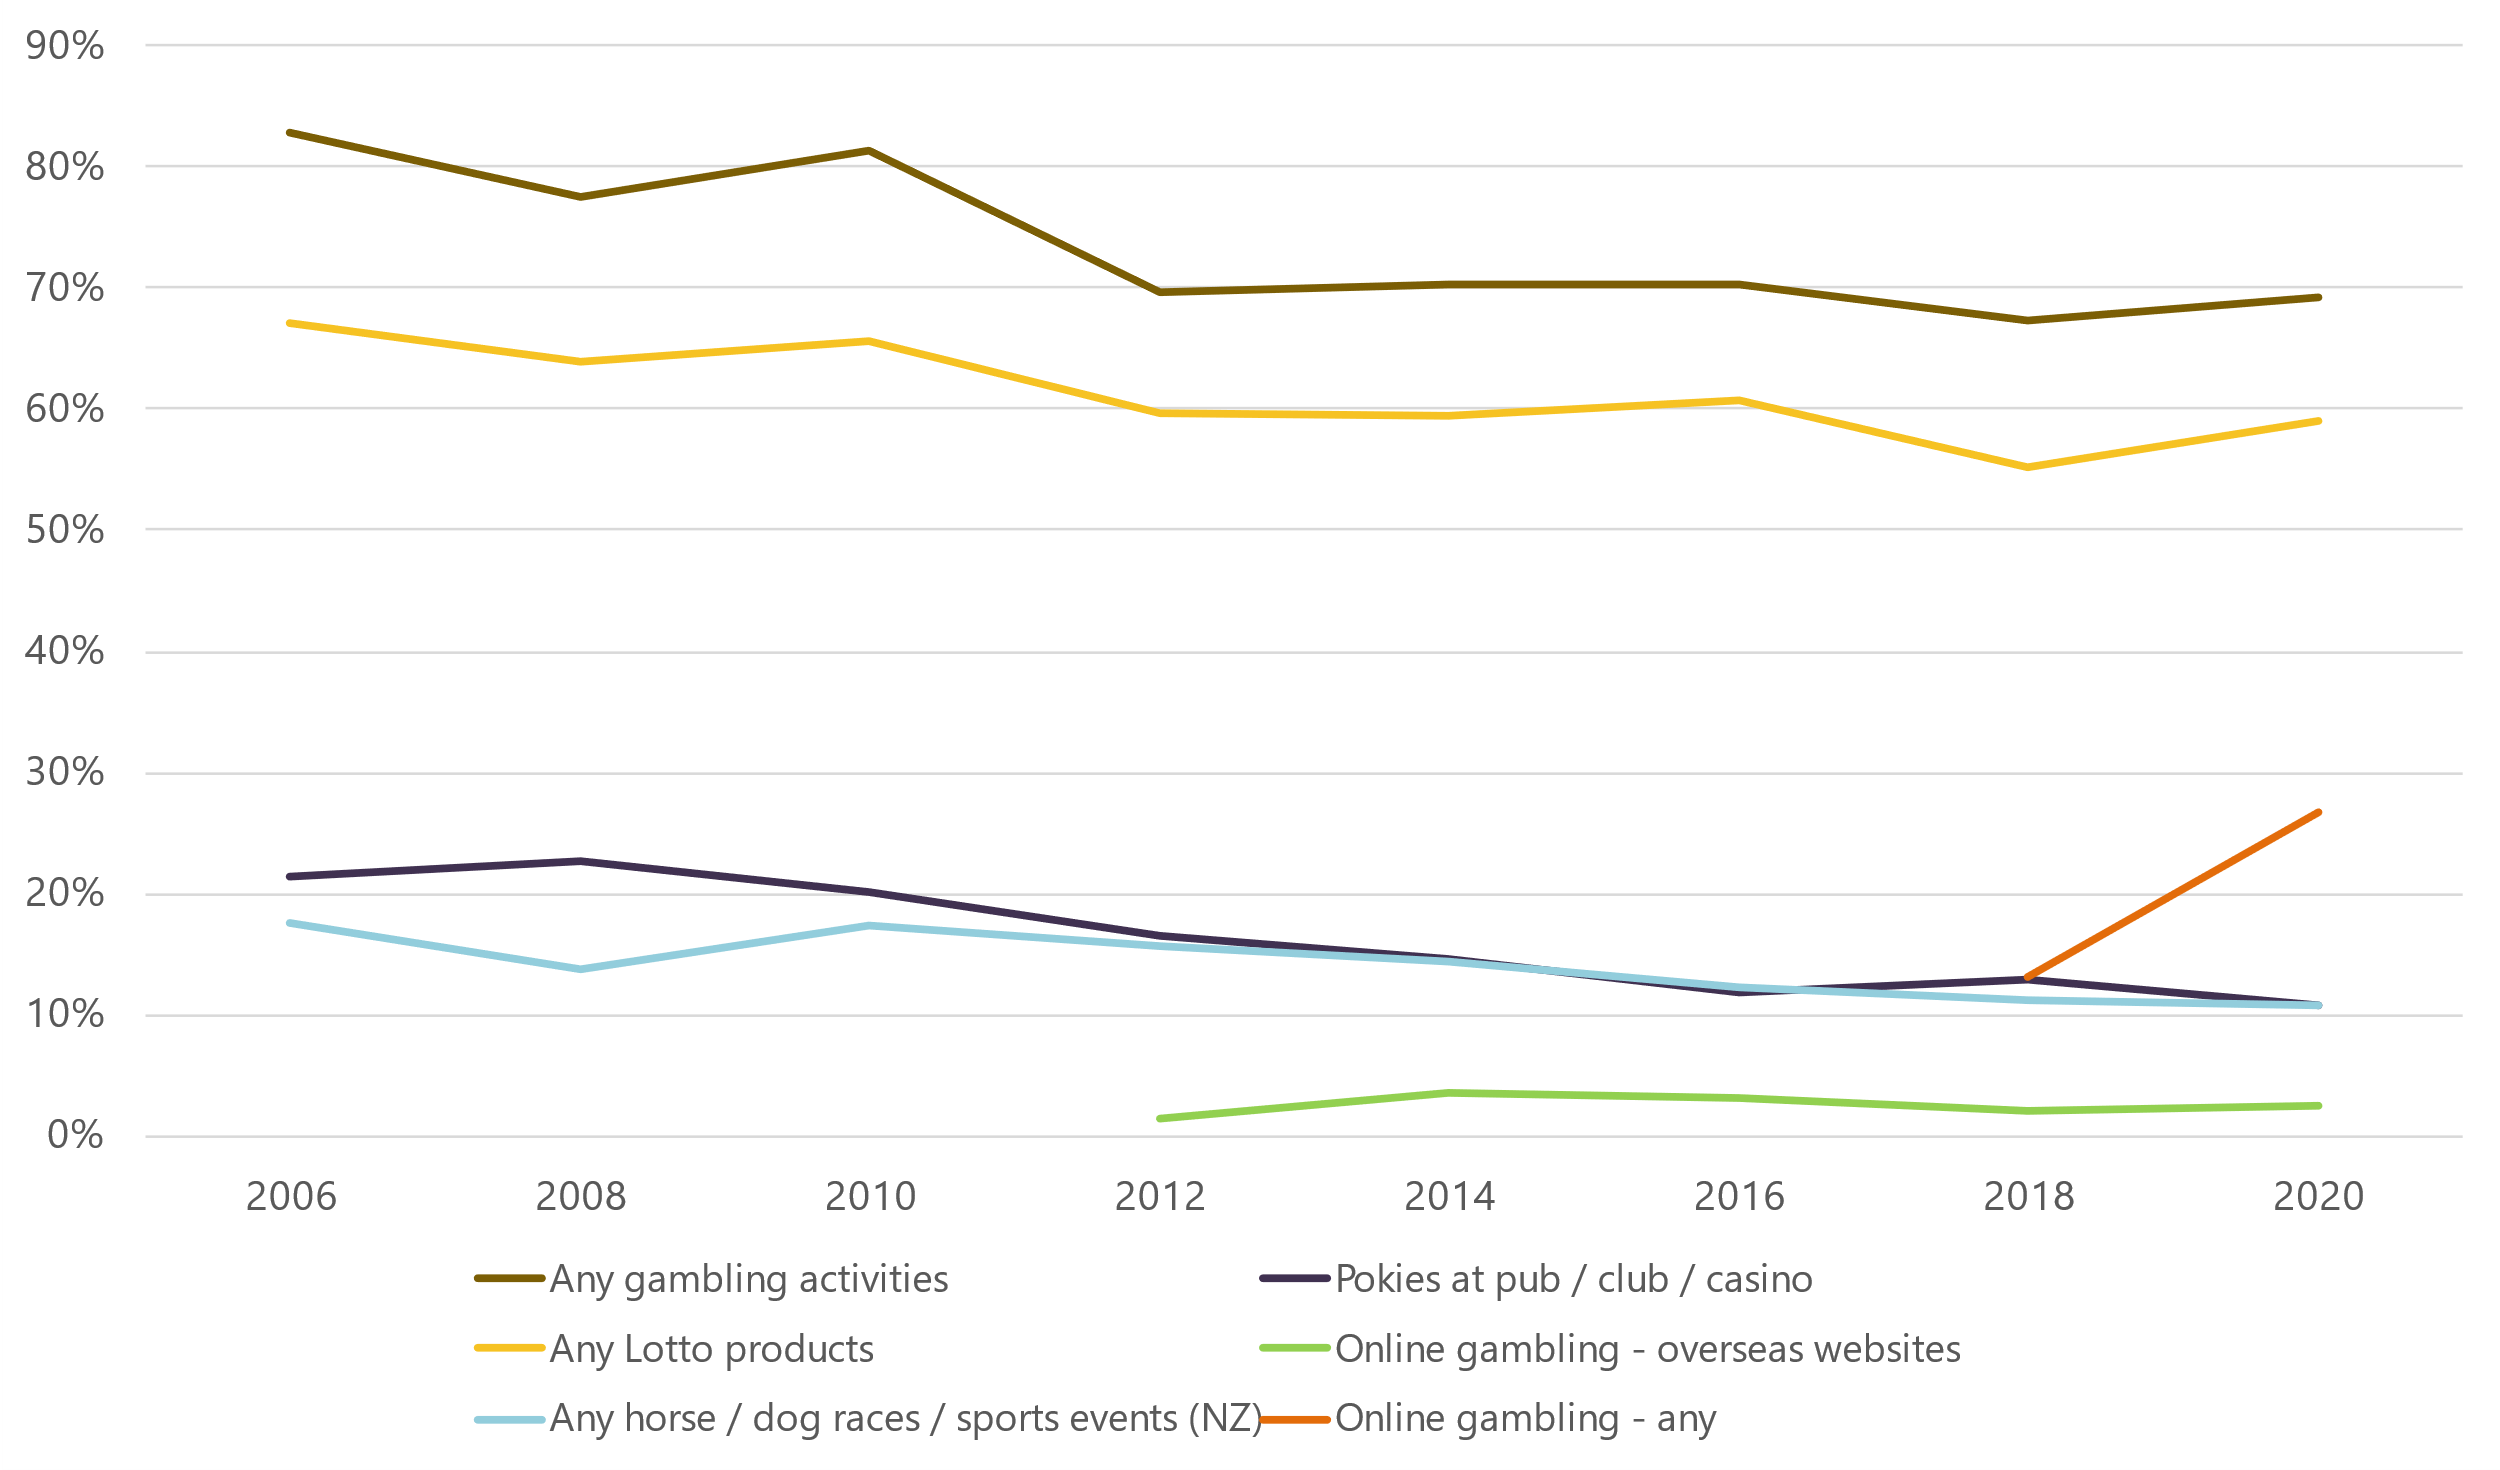 90%
80%
70%
60%
50%
40%
30%
20%
10%
0%
2006 2008 2010 2012 2014 2016 2018 2020
Any gambling activities Pokies at pub / club / casino
Any Lotto products Online gambling - overseas websites
Any horse / dog races / sports events (NZ) Online gambling - any